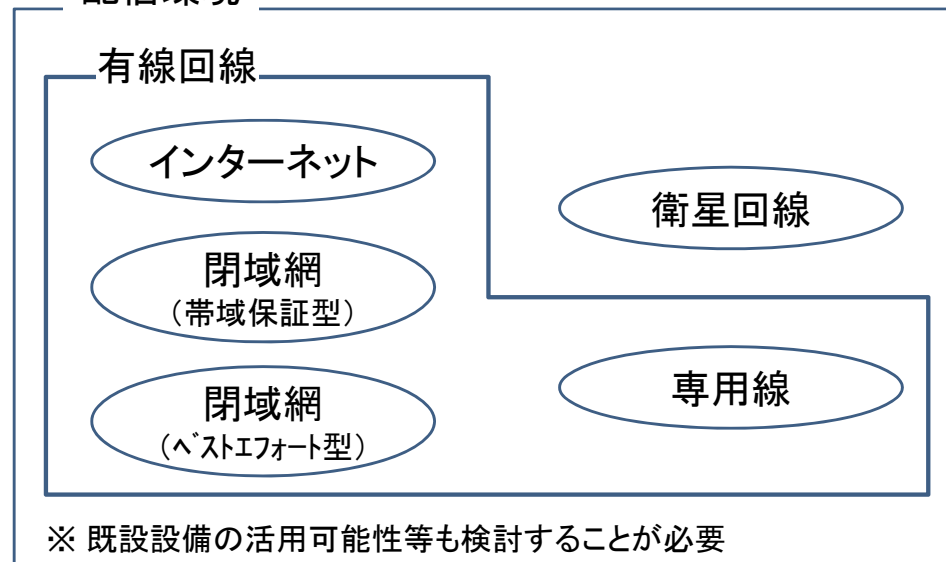 有線回線
インターネット
衛星回線
閉域網
（帯域保証型）
専用線
閉域網
（ﾍﾞｽﾄｴﾌｫｰﾄ型）
※ 既設設備の活用可能性等も検討することが必要